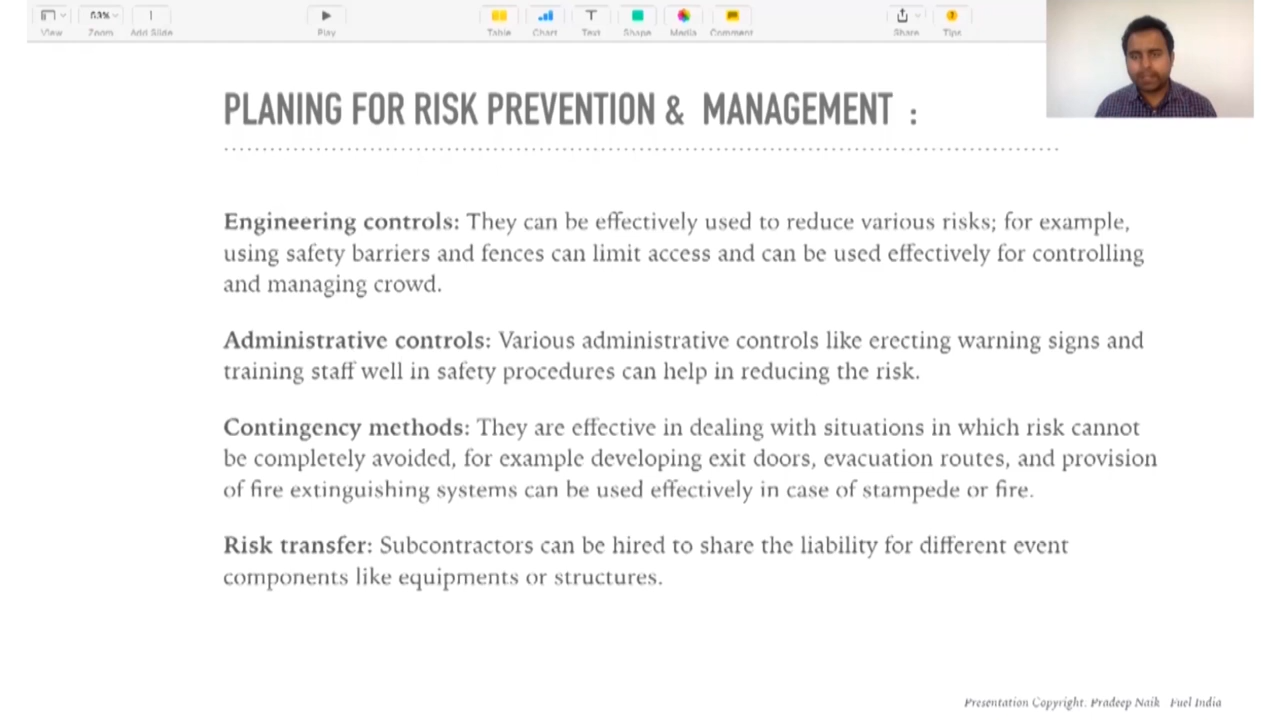 View
Zoom
Add Slide
Play
Table
Chart
Text
Shape
Media
Comment
Share
Tips
PLANING FOR RISK PREVENTION & MANAGEMENT :
Engineering controls: They can be effectively used to reduce various risks; for example,
using safety barriers and fences can limit access and can be used effectively for controlling
and managing crowd.
Administrative controls: Various administrative controls like erecting warning signs and
training staff well in safety procedures can help in reducing the risk.
Contingency methods: They are effective in dealing with situations in which risk cannot
be completely avoided, for example developing exit doors, evacuation routes, and provision
of fire extinguishing systems can be used effectively in case of stampede or fire.
Risk transfer: Subcontractors can be hired to share the liability for different event
components like equipments or structures.
Presentation Copyright. Pradeep Naik Fuel India